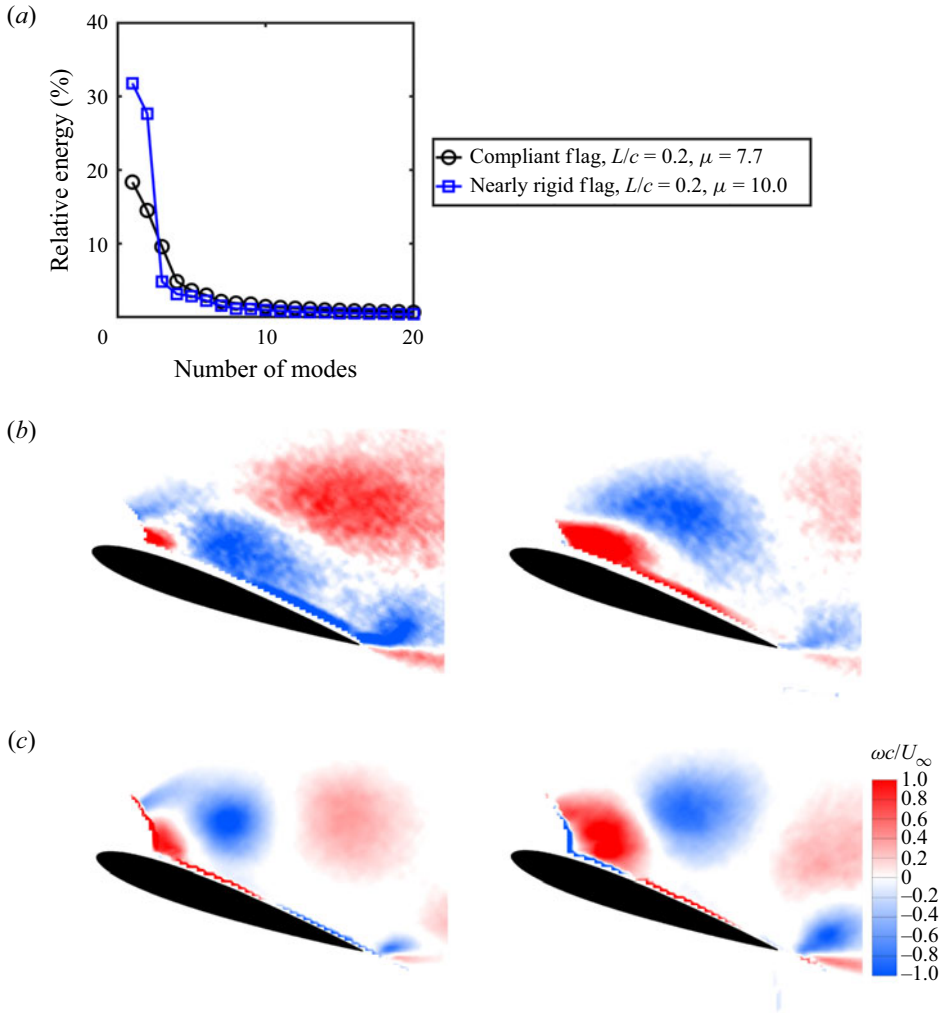 (a)
40
30
20
10
0
10
20
Relative energy (%)
Number of modes
Compliant flag, L/c = 0.2, μ = 7.7
Nearly rigid flag, L/c = 0.2, μ = 10.0
(b)
(c)
ωc/U∞
1.0
0.8
0.6
0.4
0.2
0
–0.2
–0.4
–0.6
–0.8
–1.0